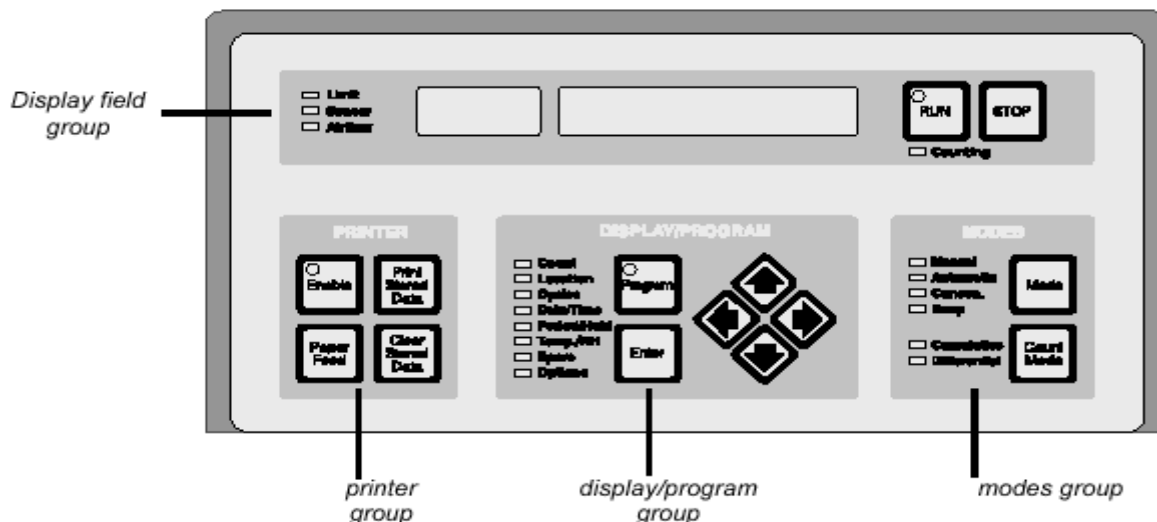 Display field
group
Limit
Sensor
Airflow
RUN
STOP
Counting
PRINTER
Enable
Print
Stored
Data
Paper
Feed
Clear
Stored
Data
DISPLAY/PROGRAM
Count
Location
Cycles
Date/Time
Period/Hold
Temp./RH
Spare
Options
Program
Enter
MODES
Manual
Automatic
Beep
Cumulative
Differential
Mode
Count
Mode
printer
group
display/program
group
modes group